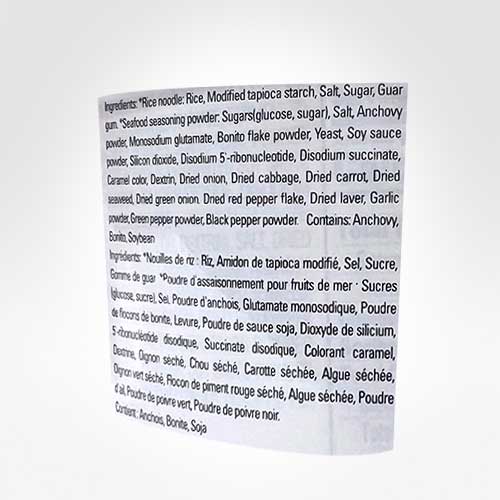 Ingredients: *Rice noodle: Rice, Modified tapioca starch, Salt, Sugar, Guar
gum. *Seafood seasoning powder: Sugars(glucose, sugar), Salt, Anchovy
powder, Monosodium glutamate, Bonito flake powder, Yeast, Soy sauce
powder, Silicon dioxide, Disodium 5'-ribonucleotide, Disodium succinate,
Caramel color, Dextrin, Dried onion, Dried cabbage, Dried carrot, Dried
seaweed, Dried green onion. Dried red pepper flake, Dried laver, Garlic
powder, Green pepper powder, Black pepper powder. Contains: Anchovy,
Bonito, Soybean
Ingrédients: *Nouilles de riz : Riz, Amidon de tapioca modifié, Sel, Sucre,
Gomme de guar *Poudre d'assaisonnement pour fruits de mer : Sucres
(glucose, sucre), Sel, Poudre d'anchois, Glutamate monosodique, Poudre
de flocons de bonite, Levure, Poudre de sauce soja, Dioxyde de silicium,
5'-ribonucléotide disodique, Succinate disodique, Colorant caramel,
Dextrine, Oignon séché, Chou séché, Carotte séchée, Algue séchée,
Oignon vert séché, Flocon de piment rouge séché, Algue séchée, Poudre
d'ail, Poudre de poivre vert, Poudre de poivre noir.
Contient : Anchois, Bonite, Soja